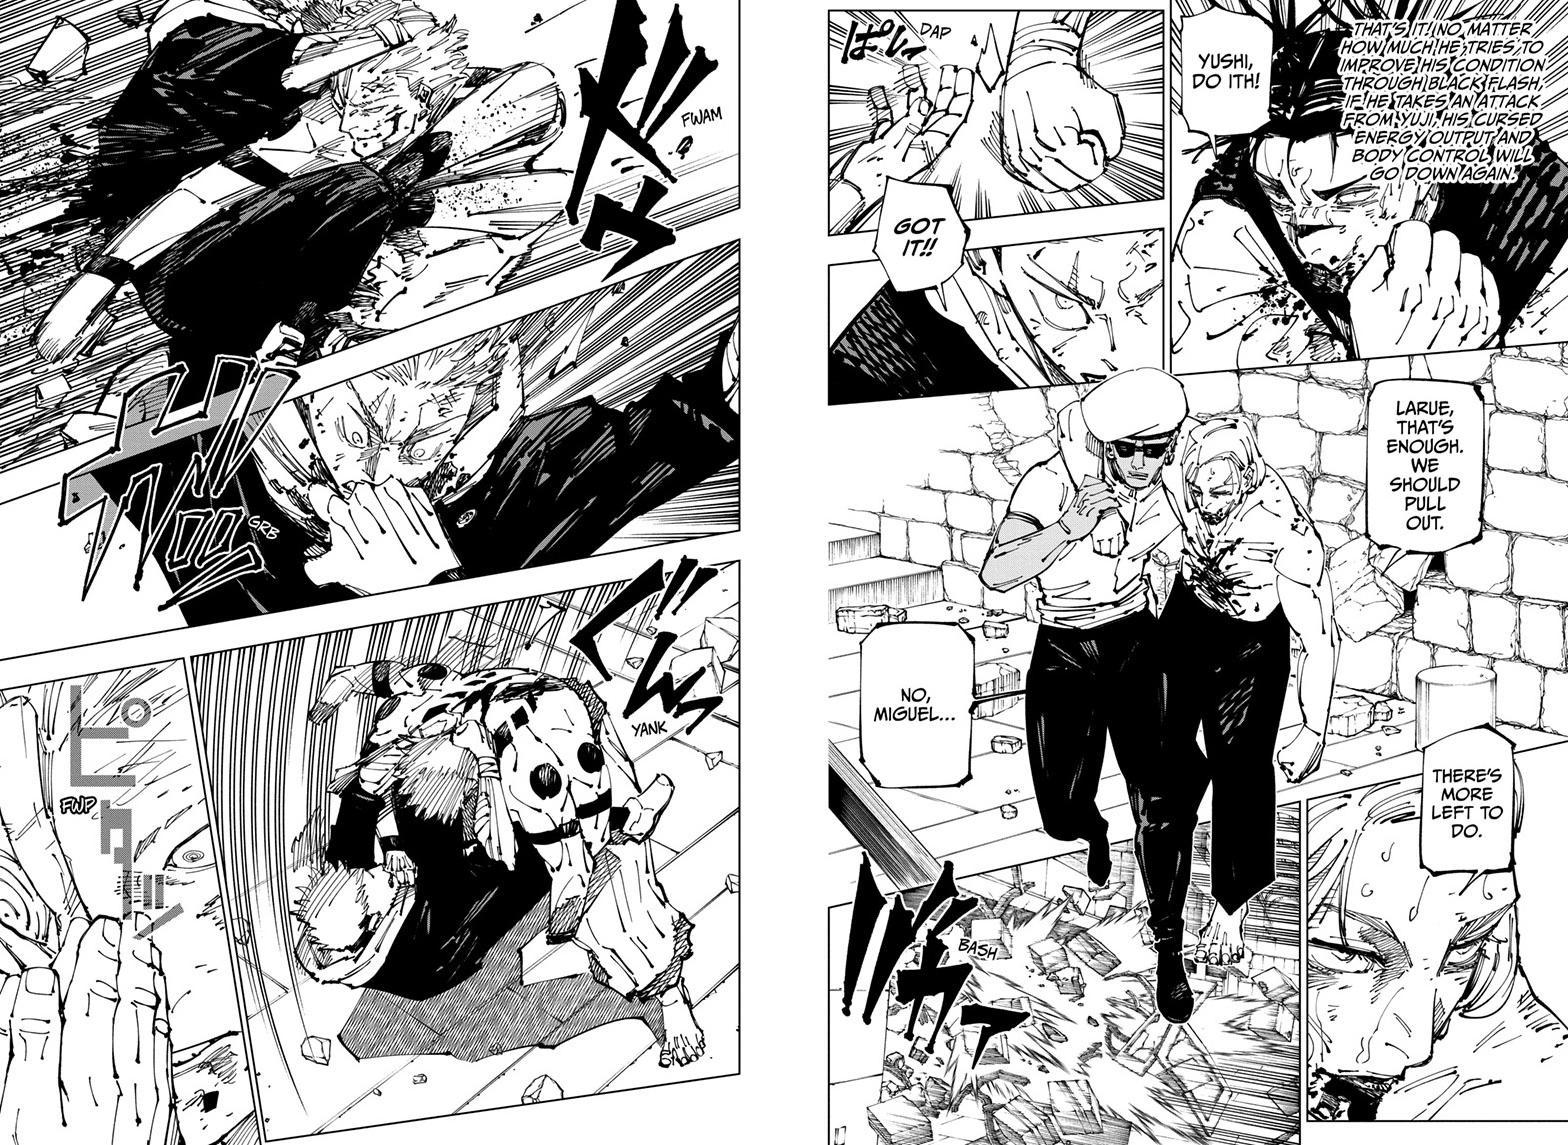 THAT'S IT! NO MATTER
HOW MUCH HE TRIES TO
IMPROVE HIS CONDITION
THROUGH BLACK FLASH,
IF HE TAKES AN ATTACK
FROM YUJI, HIS CURSED
ENERGY OUTPUT AND
BODY CONTROL WILL
GO DOWN AGAIN.
YUSHI,
DO ITH!
DAP
GOT
IT!!
LARUE,
THAT'S
ENOUGH.
WE
SHOULD
PULL
OUT.
NO,
MIGUEL...
THERE'S
MORE
LEFT TO
DO.
BASH
FWAM
GRB
YANK
FWP